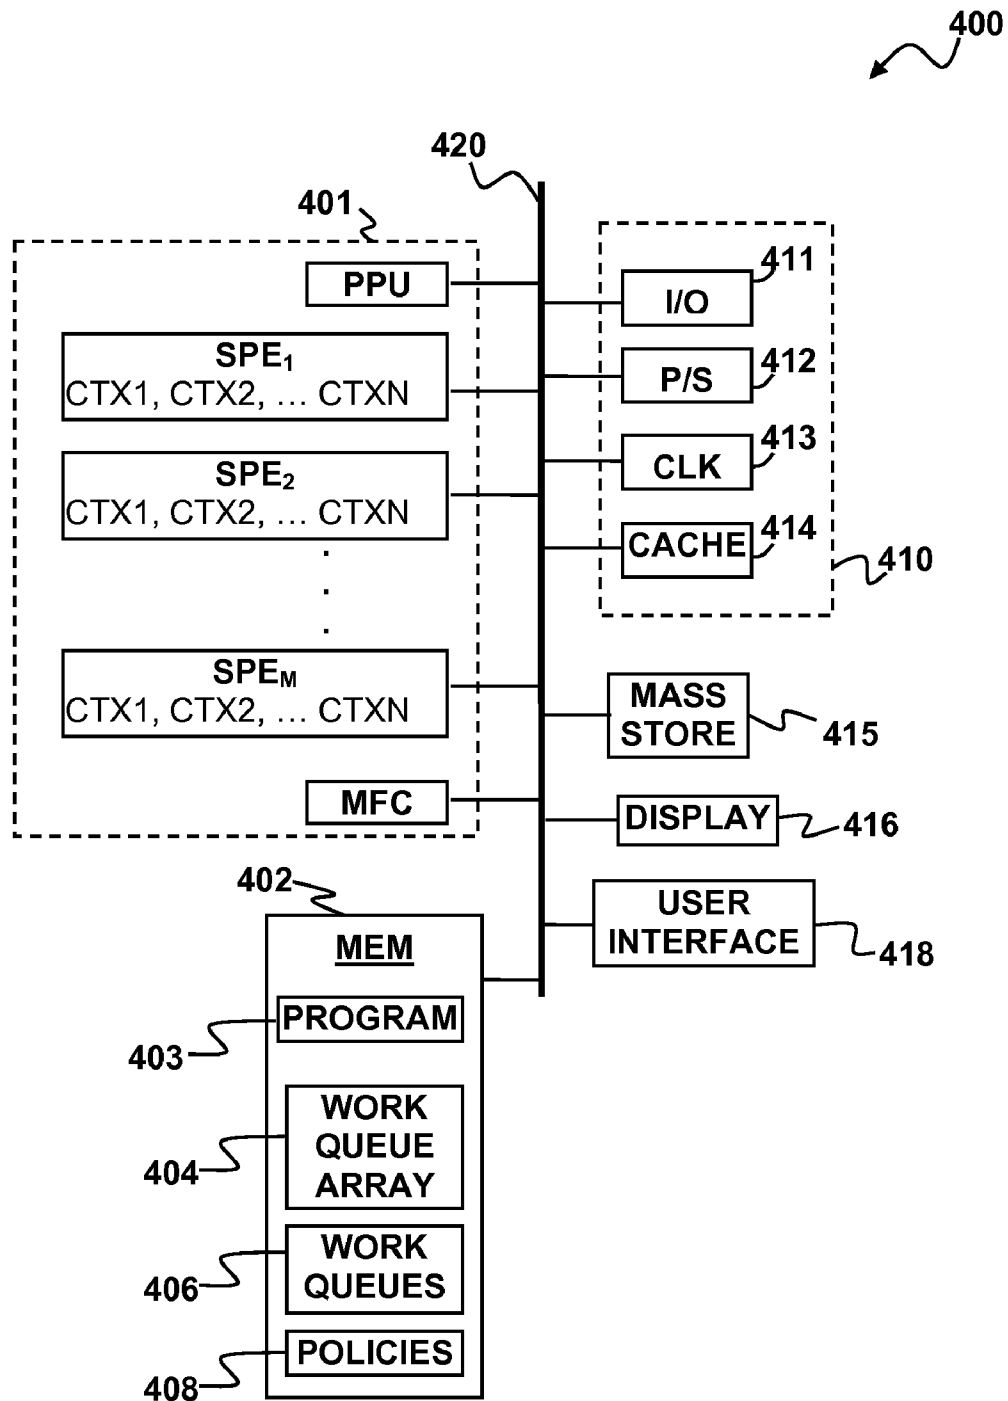 400
420
401
PPU
SPE1
CTX1, CTX2, ... CTXN
SPE2
CTX1, CTX2, ... CTXN
SPEM
CTX1, CTX2, ... CTXN
MFC
411
I/O
412
P/S
413
CLK
414
CACHE
410
MASS
STORE
415
DISPLAY
416
USER
INTERFACE
418
402
MEM
PROGRAM
403
WORK
QUEUE
ARRAY
404
WORK
QUEUES
406
POLICIES
408